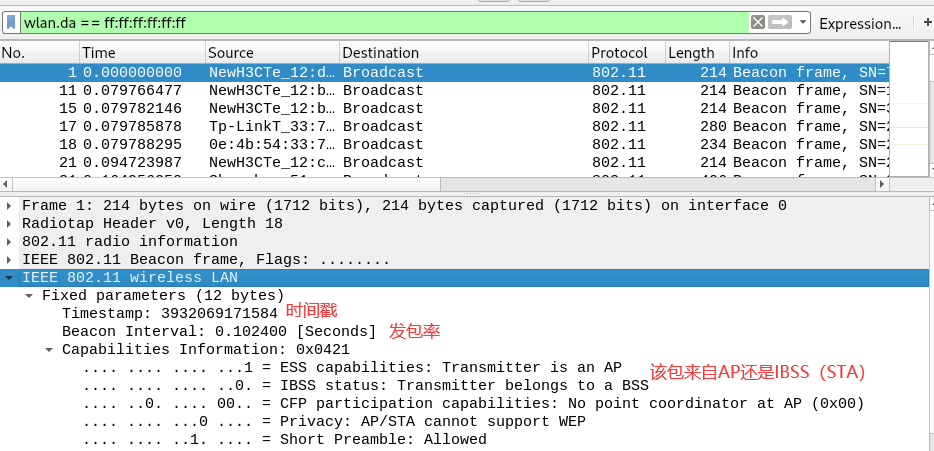 wlan.da == ff:ff:ff:ff:ff:ff Expression… +
No. Time Source Destination Protocol Length Info
1 0.000000000 NewH3CTe_12:d… Broadcast 802.11 214 Beacon frame, SN=
11 0.079766477 NewH3CTe_12:b… Broadcast 802.11 214 Beacon frame, SN=
15 0.079782146 NewH3CTe_12:b… Broadcast 802.11 214 Beacon frame, SN=
17 0.079785878 Tp-LinkT_33:7… Broadcast 802.11 280 Beacon frame, SN=
18 0.079788295 0e:4b:54:33:7… Broadcast 802.11 234 Beacon frame, SN=
21 0.094723987 NewH3CTe_12:c… Broadcast 802.11 214 Beacon frame, SN=
Frame 1: 214 bytes on wire (1712 bits), 214 bytes captured (1712 bits) on interface 0
Radiotap Header v0, Length 18
802.11 radio information
IEEE 802.11 Beacon frame, Flags: ........
IEEE 802.11 wireless LAN
Fixed parameters (12 bytes)
Timestamp: 3932069171584 时间戳
Beacon Interval: 0.102400 [Seconds] 发包率
Capabilities Information: 0x0421
.... .... .... ...1 = ESS capabilities: Transmitter is an AP 该包来自AP还是IBSS（STA）
.... .... .... ..0. = IBSS status: Transmitter belongs to a BSS
.... ..0. .... 00.. = CFP participation capabilities: No point coordinator at AP (0x00)
.... .... ...0 .... = Privacy: AP/STA cannot support WEP
.... .... ..1. .... = Short Preamble: Allowed